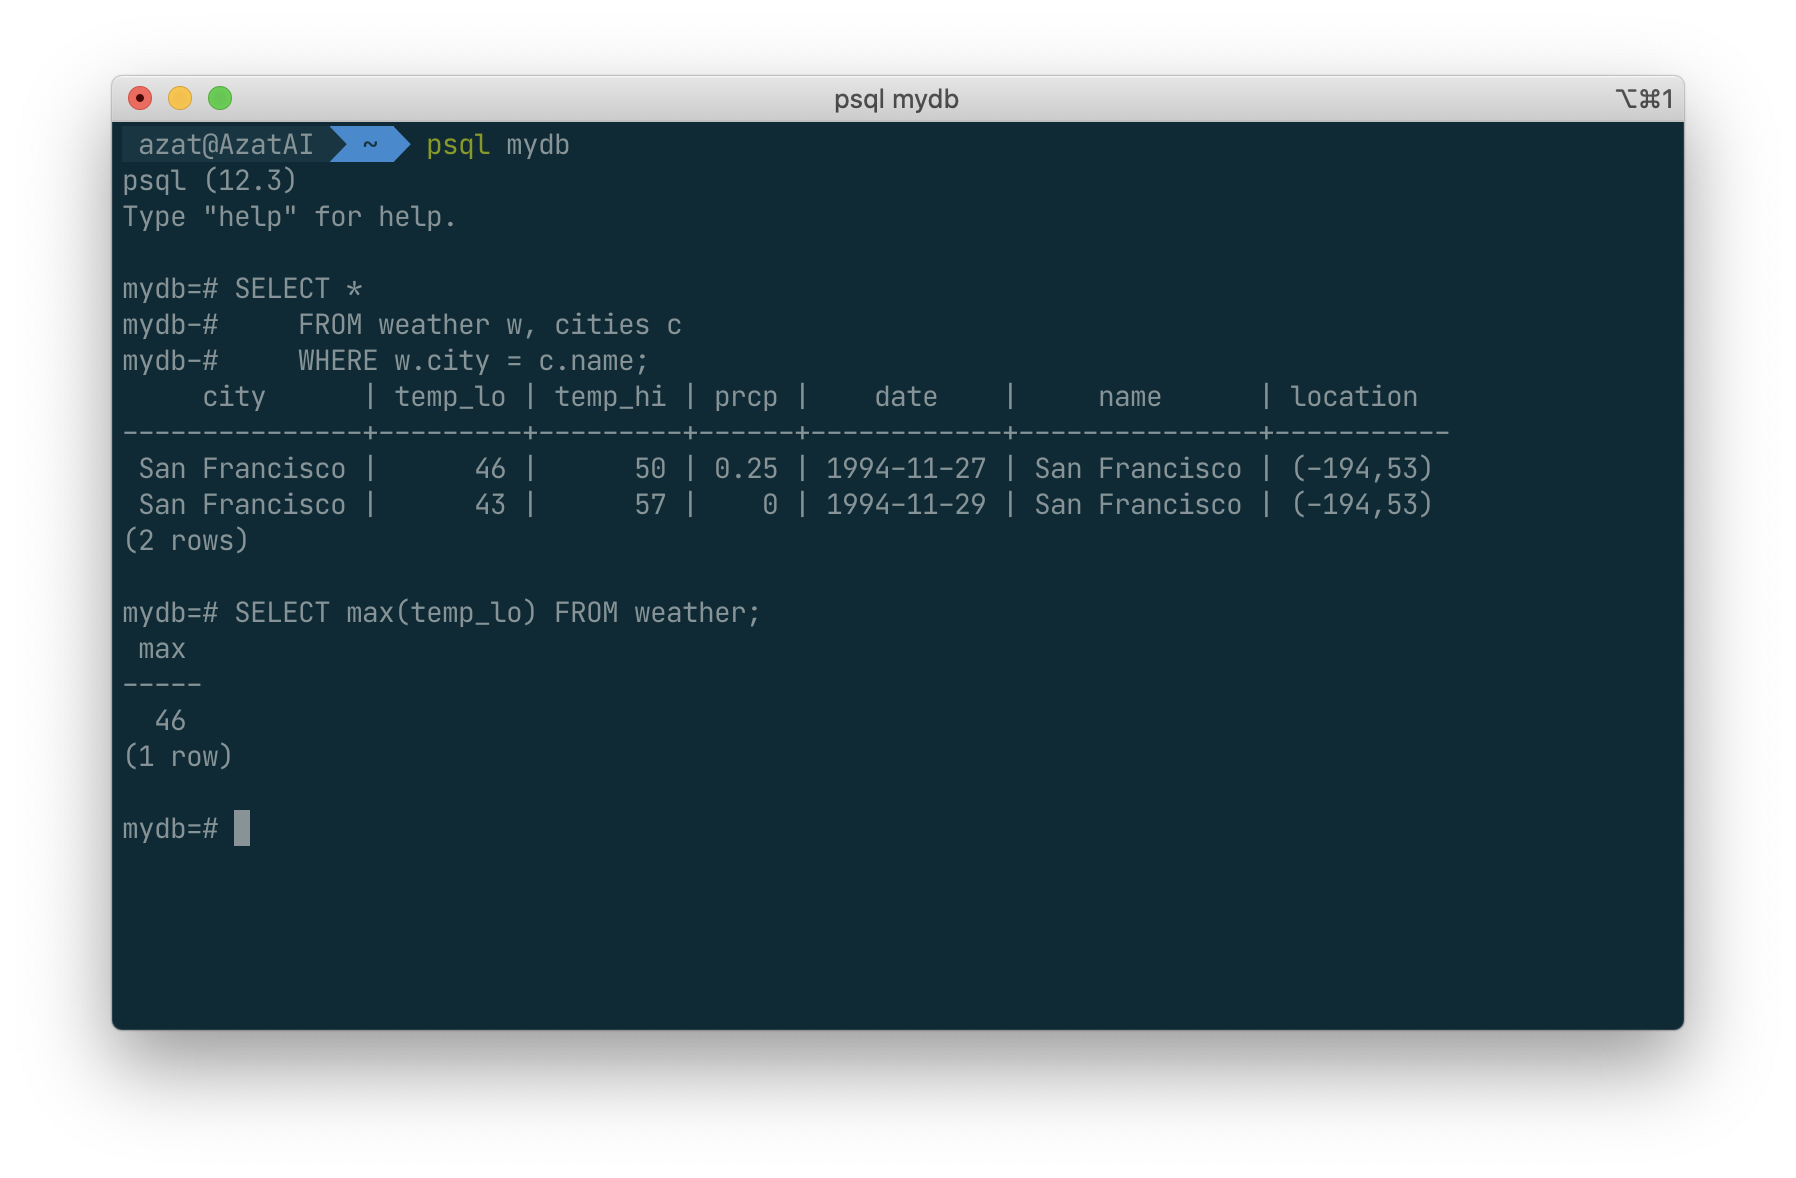 psql mydb ⌥⌘1
azat@AzatAI ~ psql mydb
psql (12.3)
Type "help" for help.

mydb=# SELECT *
mydb-#     FROM weather w, cities c
mydb-#     WHERE w.city = c.name;
     city      | temp_lo | temp_hi | prcp |    date    |     name      | location
---------------+---------+---------+------+------------+---------------+-----------
 San Francisco |      46 |      50 | 0.25 | 1994-11-27 | San Francisco | (-194,53)
 San Francisco |      43 |      57 |    0 | 1994-11-29 | San Francisco | (-194,53)
(2 rows)

mydb=# SELECT max(temp_lo) FROM weather;
 max
-----
  46
(1 row)

mydb=#